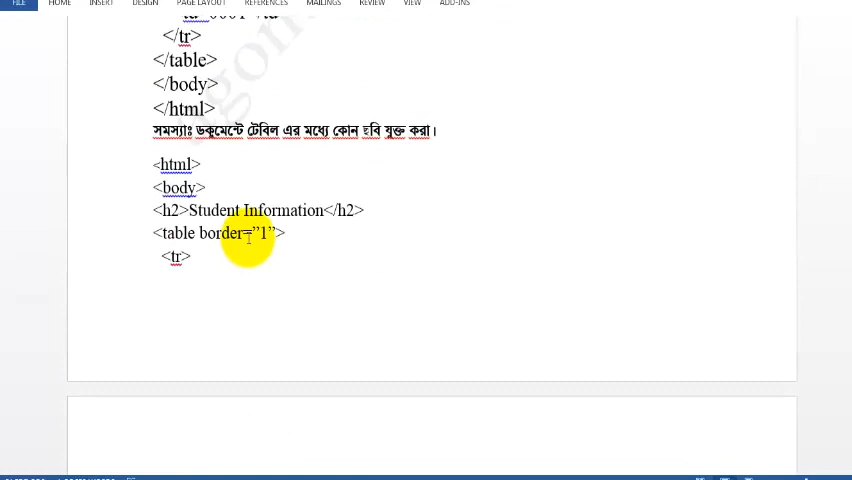 FILE HOME INSERT DESIGN PAGE LAYOUT REFERENCES MAILINGS REVIEW VIEW ADD-INS
</tr>
</table>
</body>
</html>
সমস্যাঃ ডকুমেন্টে টেবিল এর মধ্যে কোন ছবি যুক্ত করা।
<html>
<body>
<h2>Student Information</h2>
<table border=”1”>
<tr>